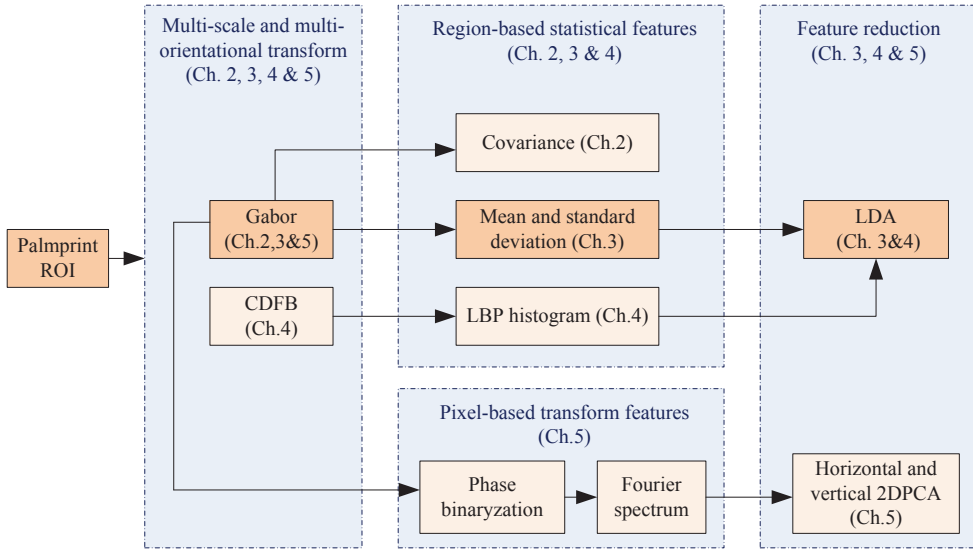 Multi-scale and multi-
orientational transform
(Ch. 2, 3, 4 & 5)
Region-based statistical features
(Ch. 2, 3 & 4)
Feature reduction
(Ch. 3, 4 & 5)
Covariance (Ch.2)
Palmprint
ROI
Gabor
(Ch.2,3&5)
Mean and standard
deviation (Ch.3)
LDA
(Ch. 3&4)
CDFB
(Ch.4)
LBP histogram (Ch.4)
Pixel-based transform features
(Ch.5)
Phase
binaryzation
Fourier
spectrum
Horizontal and
vertical 2DPCA
(Ch.5)